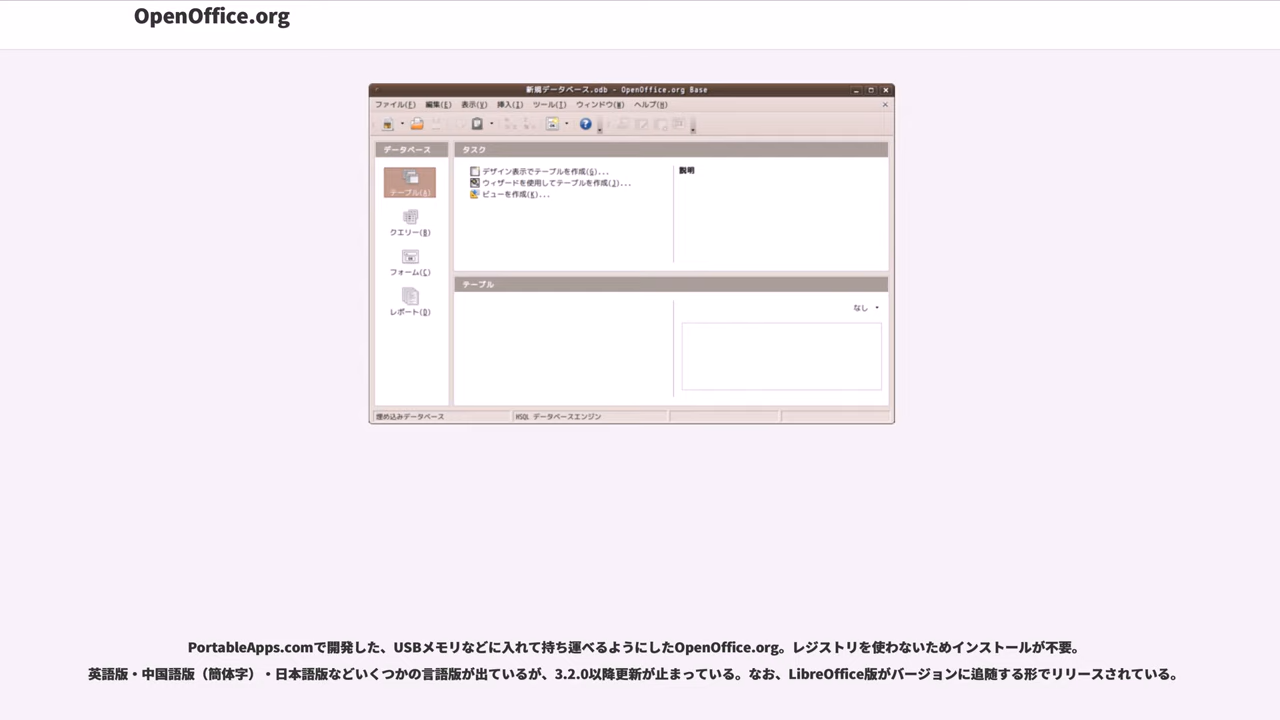 OpenOffice.org
新規データベース.odb - OpenOffice.org Base
ファイル(F) 編集(E) 表示(V) 挿入(I) ツール(T) ウィンドウ(W) ヘルプ(H)
データベース
タスク
テーブル(A)
クエリー(B)
フォーム(C)
レポート(D)
デザイン表示でテーブルを作成(G)...
ウィザードを使用してテーブルを作成(J)...
ビューを作成(K)...
説明
テーブル
なし
埋め込みデータベース
HSQL データベースエンジン
PortableApps.comで開発した、USBメモリなどに入れて持ち運べるようにしたOpenOffice.org。レジストリを使わないためインストールが不要。
英語版・中国語版（簡体字）・日本語版などいくつかの言語版が出ているが、3.2.0以降更新が止まっている。なお、LibreOffice版がバージョンに追随する形でリリースされている。